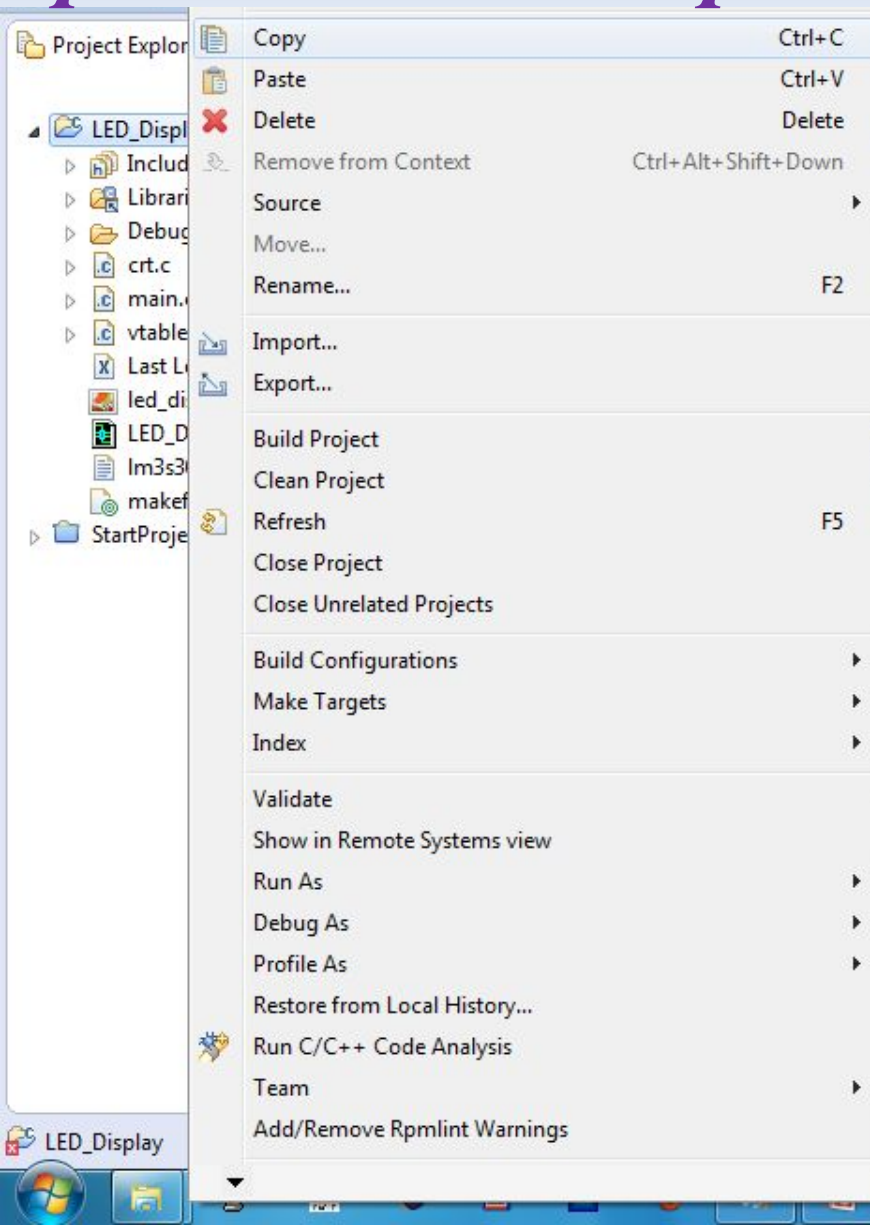 Project Explor
LED_Displ
Includ
Librari
Debug
crt.c
main.
vtable
Last L
led_di
LED_D
lm3s3
makef
StartProje
Copy Ctrl+C
Paste Ctrl+V
Delete Delete
Remove from Context Ctrl+Alt+Shift+Down
Source
Move...
Rename... F2
Import...
Export...
Build Project
Clean Project
Refresh F5
Close Project
Close Unrelated Projects
Build Configurations
Make Targets
Index
Validate
Show in Remote Systems view
Run As
Debug As
Profile As
Restore from Local History...
Run C/C++ Code Analysis
Team
Add/Remove Rpmlint Warnings
LED_Display